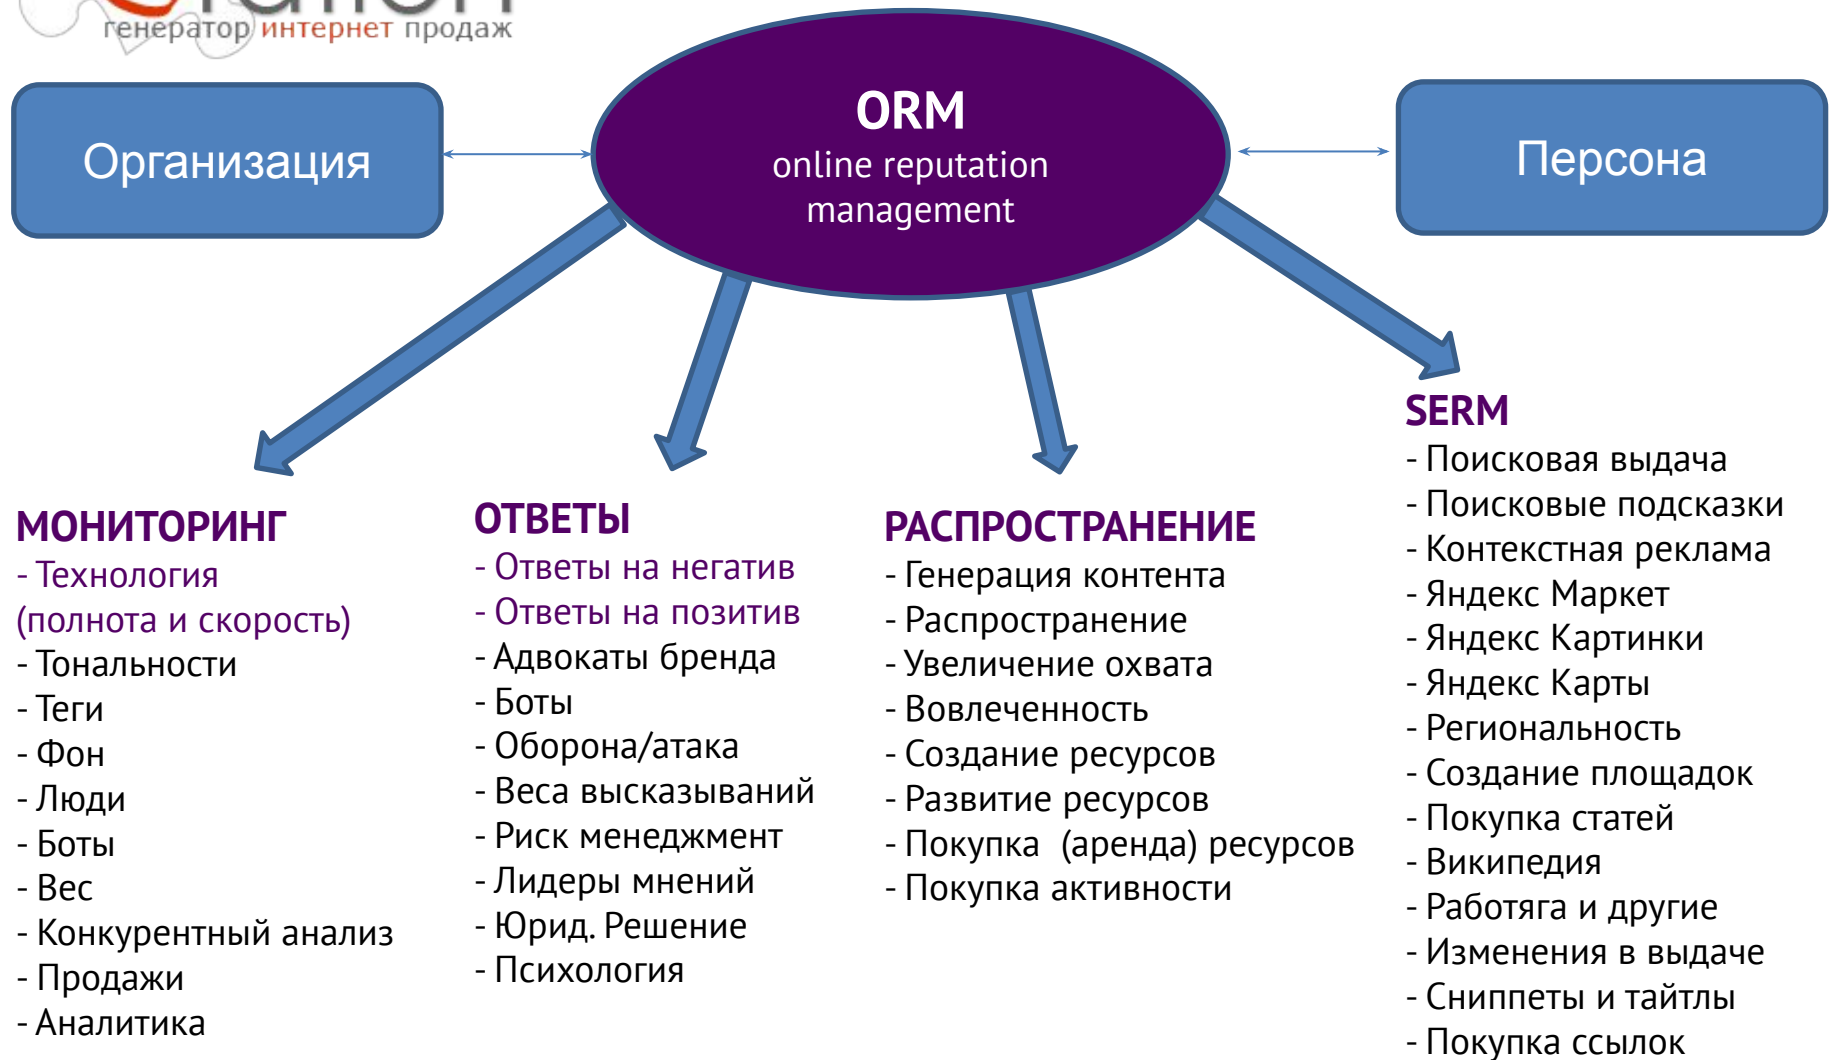 генератор интернет продаж
Организация
ORM
online reputation
management
Персона
МОНИТОРИНГ
- Технология
(полнота и скорость)
- Тональности
- Теги
- Фон
- Люди
- Боты
- Вес
- Конкурентный анализ
- Продажи
- Аналитика
ОТВЕТЫ
- Ответы на негатив
- Ответы на позитив
- Адвокаты бренда
- Боты
- Оборона/атака
- Веса высказываний
- Риск менеджмент
- Лидеры мнений
- Юрид. Решение
- Психология
РАСПРОСТРАНЕНИЕ
- Генерация контента
- Распространение
- Увеличение охвата
- Вовлеченность
- Создание ресурсов
- Развитие ресурсов
- Покупка (аренда) ресурсов
- Покупка активности
SERM
- Поисковая выдача
- Поисковые подсказки
- Контекстная реклама
- Яндекс Маркет
- Яндекс Картинки
- Яндекс Карты
- Региональность
- Создание площадок
- Покупка статей
- Википедия
- Работяга и другие
- Изменения в выдаче
- Сниппеты и тайтлы
- Покупка ссылок